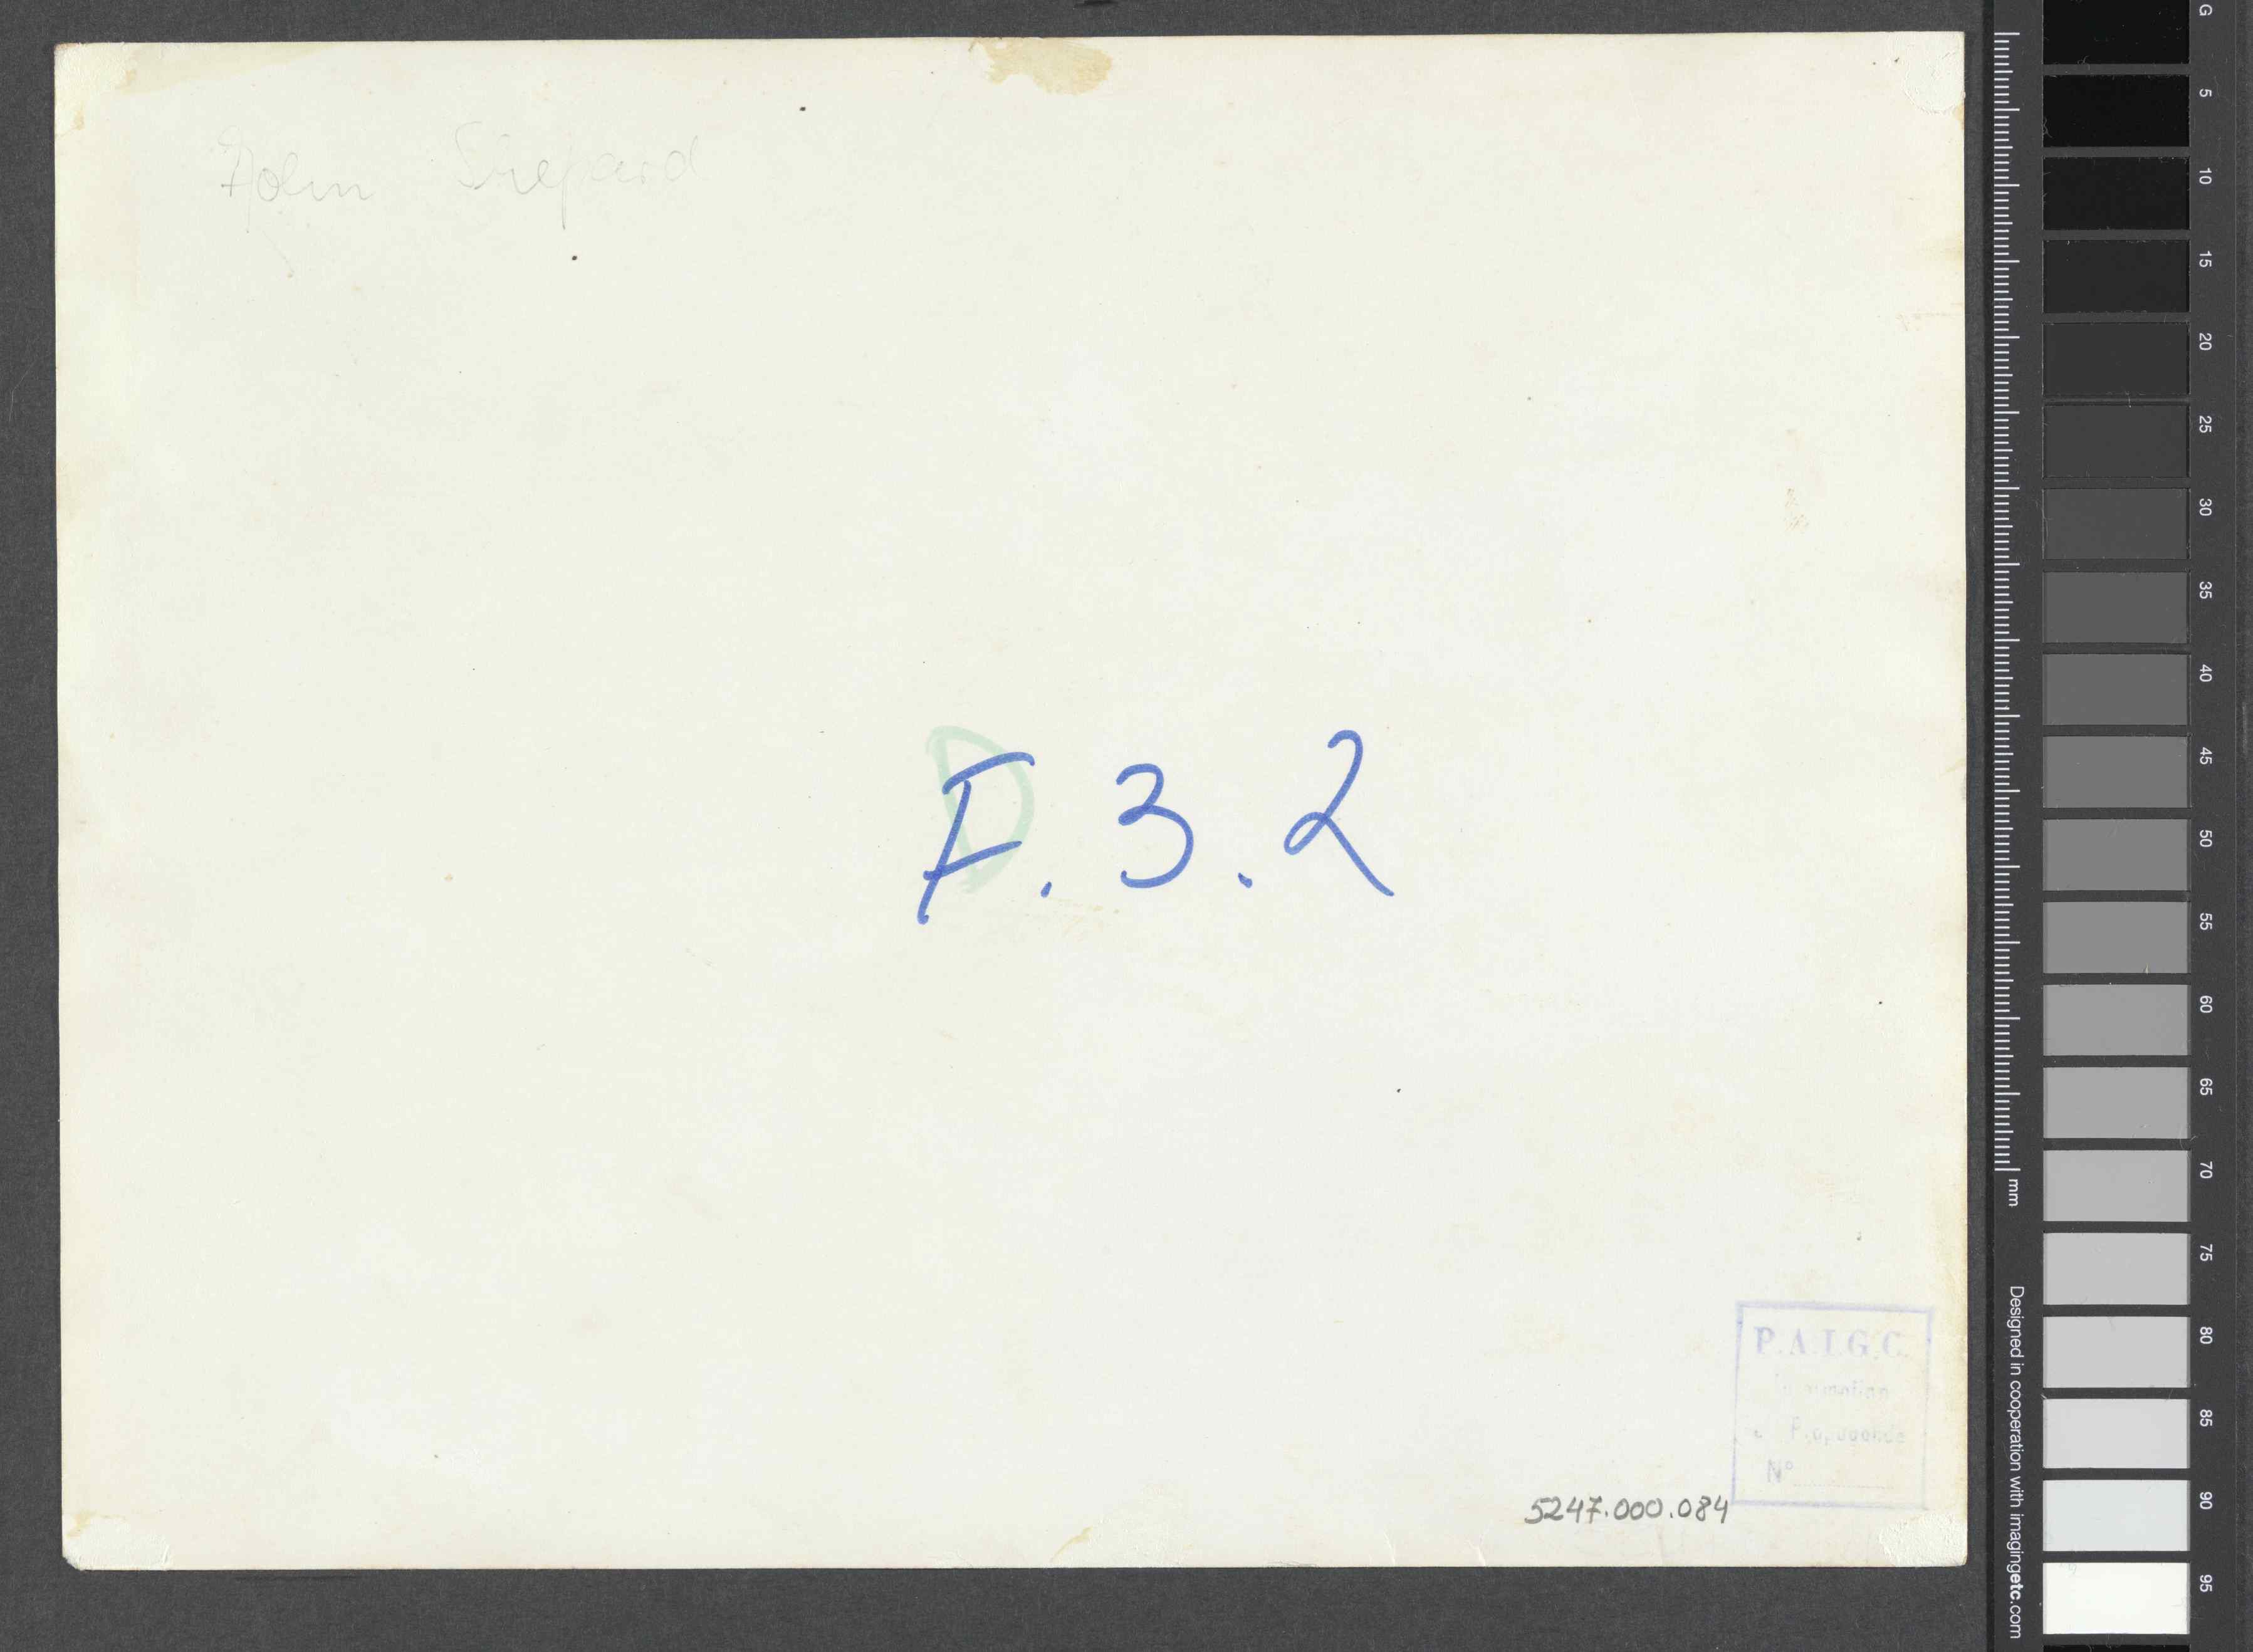 John Shepard
D
F.3.2
P.A.I.G.C.
Nº
5247.000.084
G
5
10
15
20
25
30
35
40
45
50
55
60
65
70
75
80
85
90
95
mm
Designed in cooperation with imagingetc.com